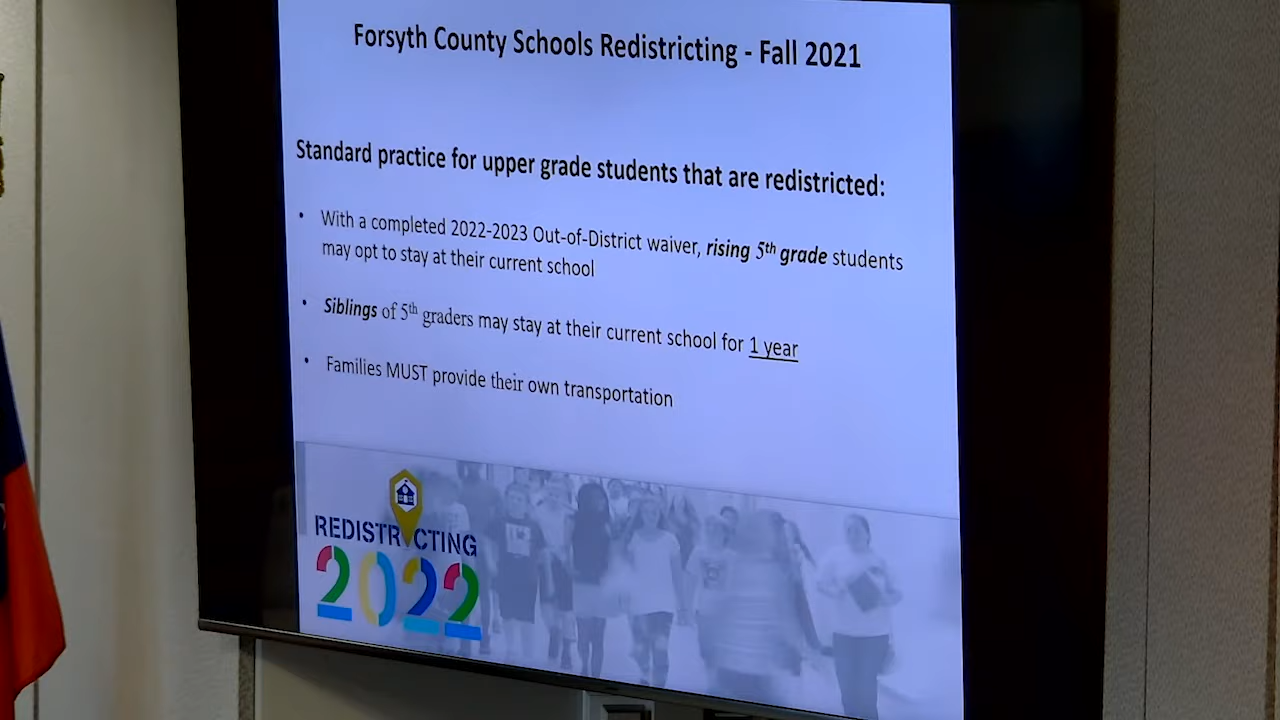 Forsyth County Schools Redistricting - Fall 2021
Standard practice for upper grade students that are redistricted:
• With a completed 2022-2023 Out-of-District waiver, rising 5th grade students
may opt to stay at their current school
• Siblings of 5th graders may stay at their current school for 1 year
• Families MUST provide their own transportation
REDISTRICTING
2022